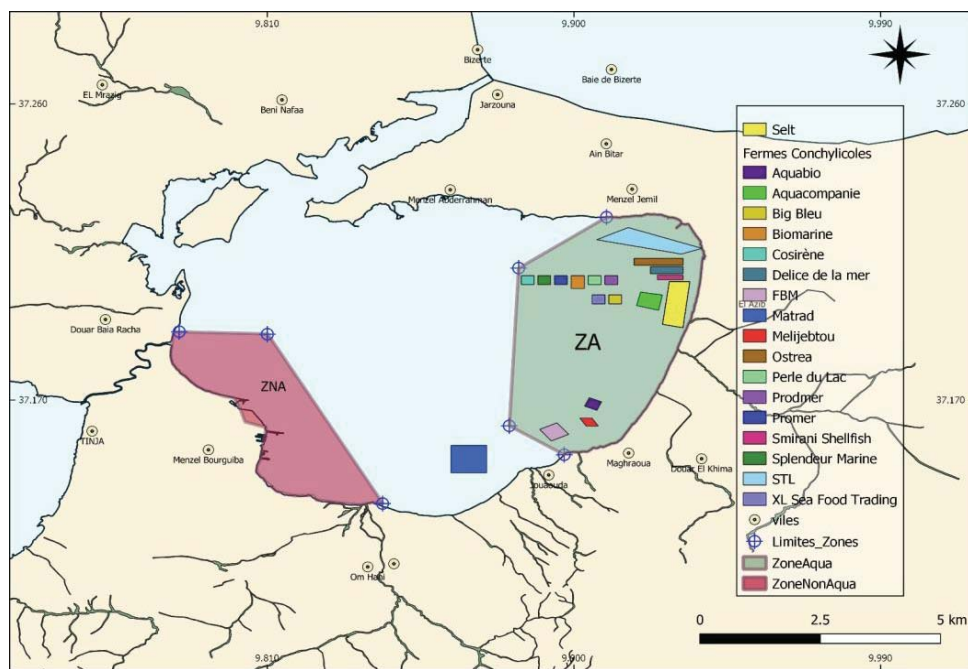 9.810
9.900
9.990
Bizerte
Baie de Bizerte
EL Mrazig
Beni Nafaa
Jarzouna
37.260
37.260
Selt
Ain Bitar
Fermes Conchylicoles
Aquabio
Menzel Abderrahman
Menzel Jemil
Aquacompanie
Big Bleu
Biomarine
Cosirène
Delice de la mer
FBM
El Azib
Matrad
Douar Baia Racha
Melijebtou
ZA
Ostrea
Perle du Lac
ZNA
Prodmer
37.170
37.170
Promer
TINJA
Smirani Shellfish
Menzel Bourguiba
Maghraoua
Douar El Khima
Splendeur Marine
Jouaouda
STL
XL Sea Food Trading
Viles
Limites_Zones
Om Hani
ZoneAqua
ZoneNonAqua
0
2.5
5 km
9.810
9.900
9.990